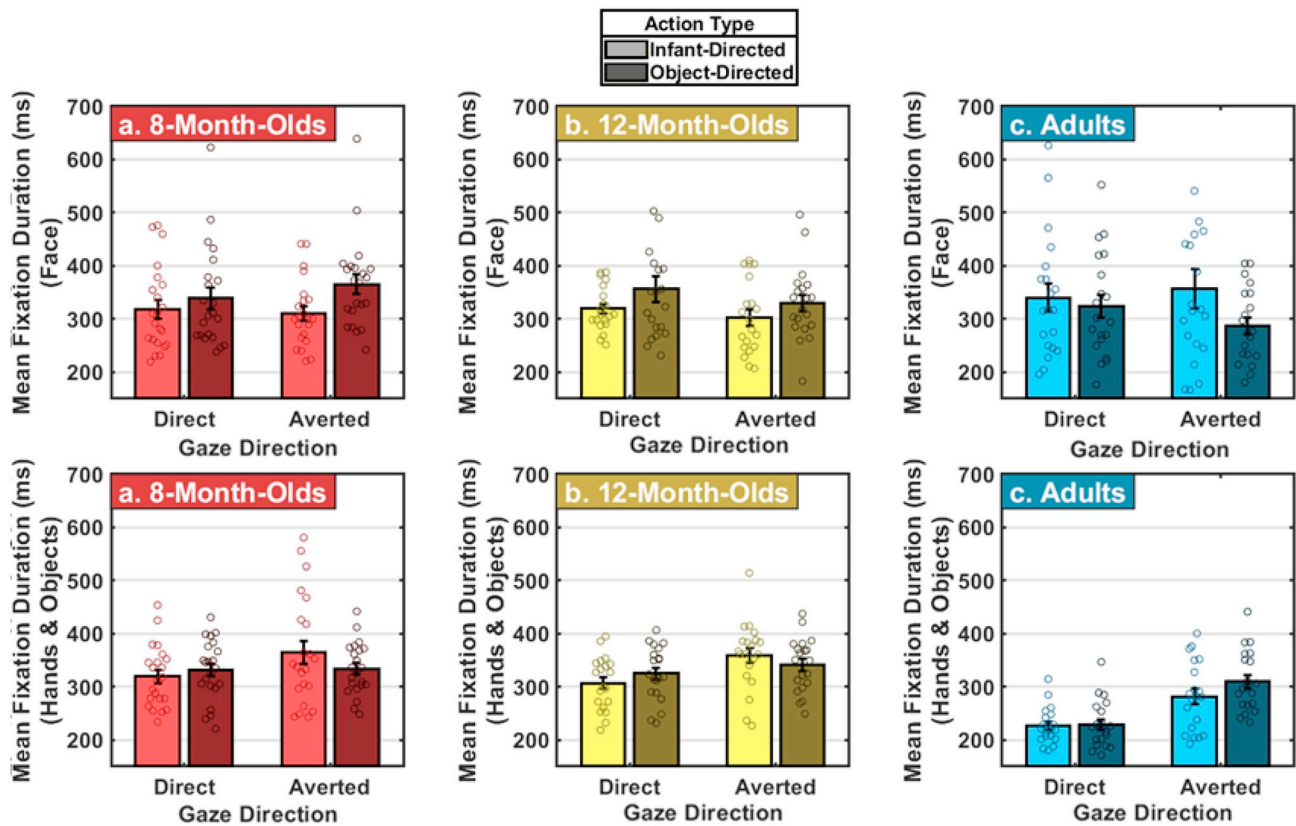 Action Type
Infant-Directed
Object-Directed
Mean Fixation Duration (ms)
(Face)
700
600
500
400
300
200
a. 8-Month-Olds
Direct
Averted
Gaze Direction
Mean Fixation Duration (ms)
(Face)
700
600
500
400
300
200
b. 12-Month-Olds
Direct
Averted
Gaze Direction
Mean Fixation Duration (ms)
(Face)
700
600
500
400
300
200
c. Adults
Direct
Averted
Gaze Direction
Mean Fixation Duration (ms)
(Hands & Objects)
700
600
500
400
300
200
a. 8-Month-Olds
Direct
Averted
Gaze Direction
Mean Fixation Duration (ms)
(Hands & Objects)
700
600
500
400
300
200
b. 12-Month-Olds
Direct
Averted
Gaze Direction
Mean Fixation Duration (ms)
(Hands & Objects)
700
600
500
400
300
200
c. Adults
Direct
Averted
Gaze Direction